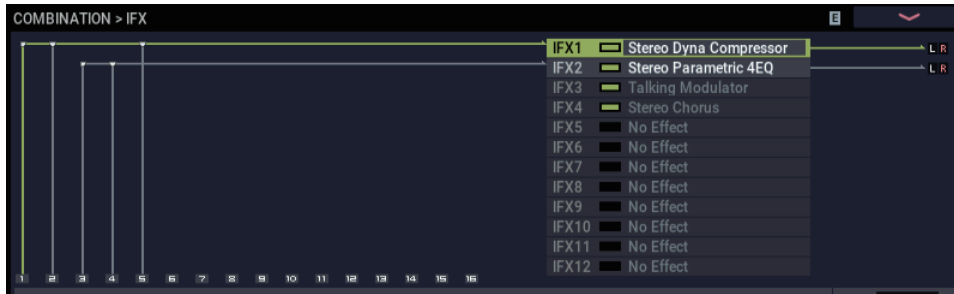 COMBINATION > IFX E
IFX1 Stereo Dyna Compressor L R
IFX2 Stereo Parametric 4EQ L R
IFX3 Talking Modulator
IFX4 Stereo Chorus
IFX5 No Effect
IFX6 No Effect
IFX7 No Effect
IFX8 No Effect
IFX9 No Effect
IFX10 No Effect
IFX11 No Effect
IFX12 No Effect
1 2 3 4 5 6 7 8 9 10 11 12 13 14 15 16